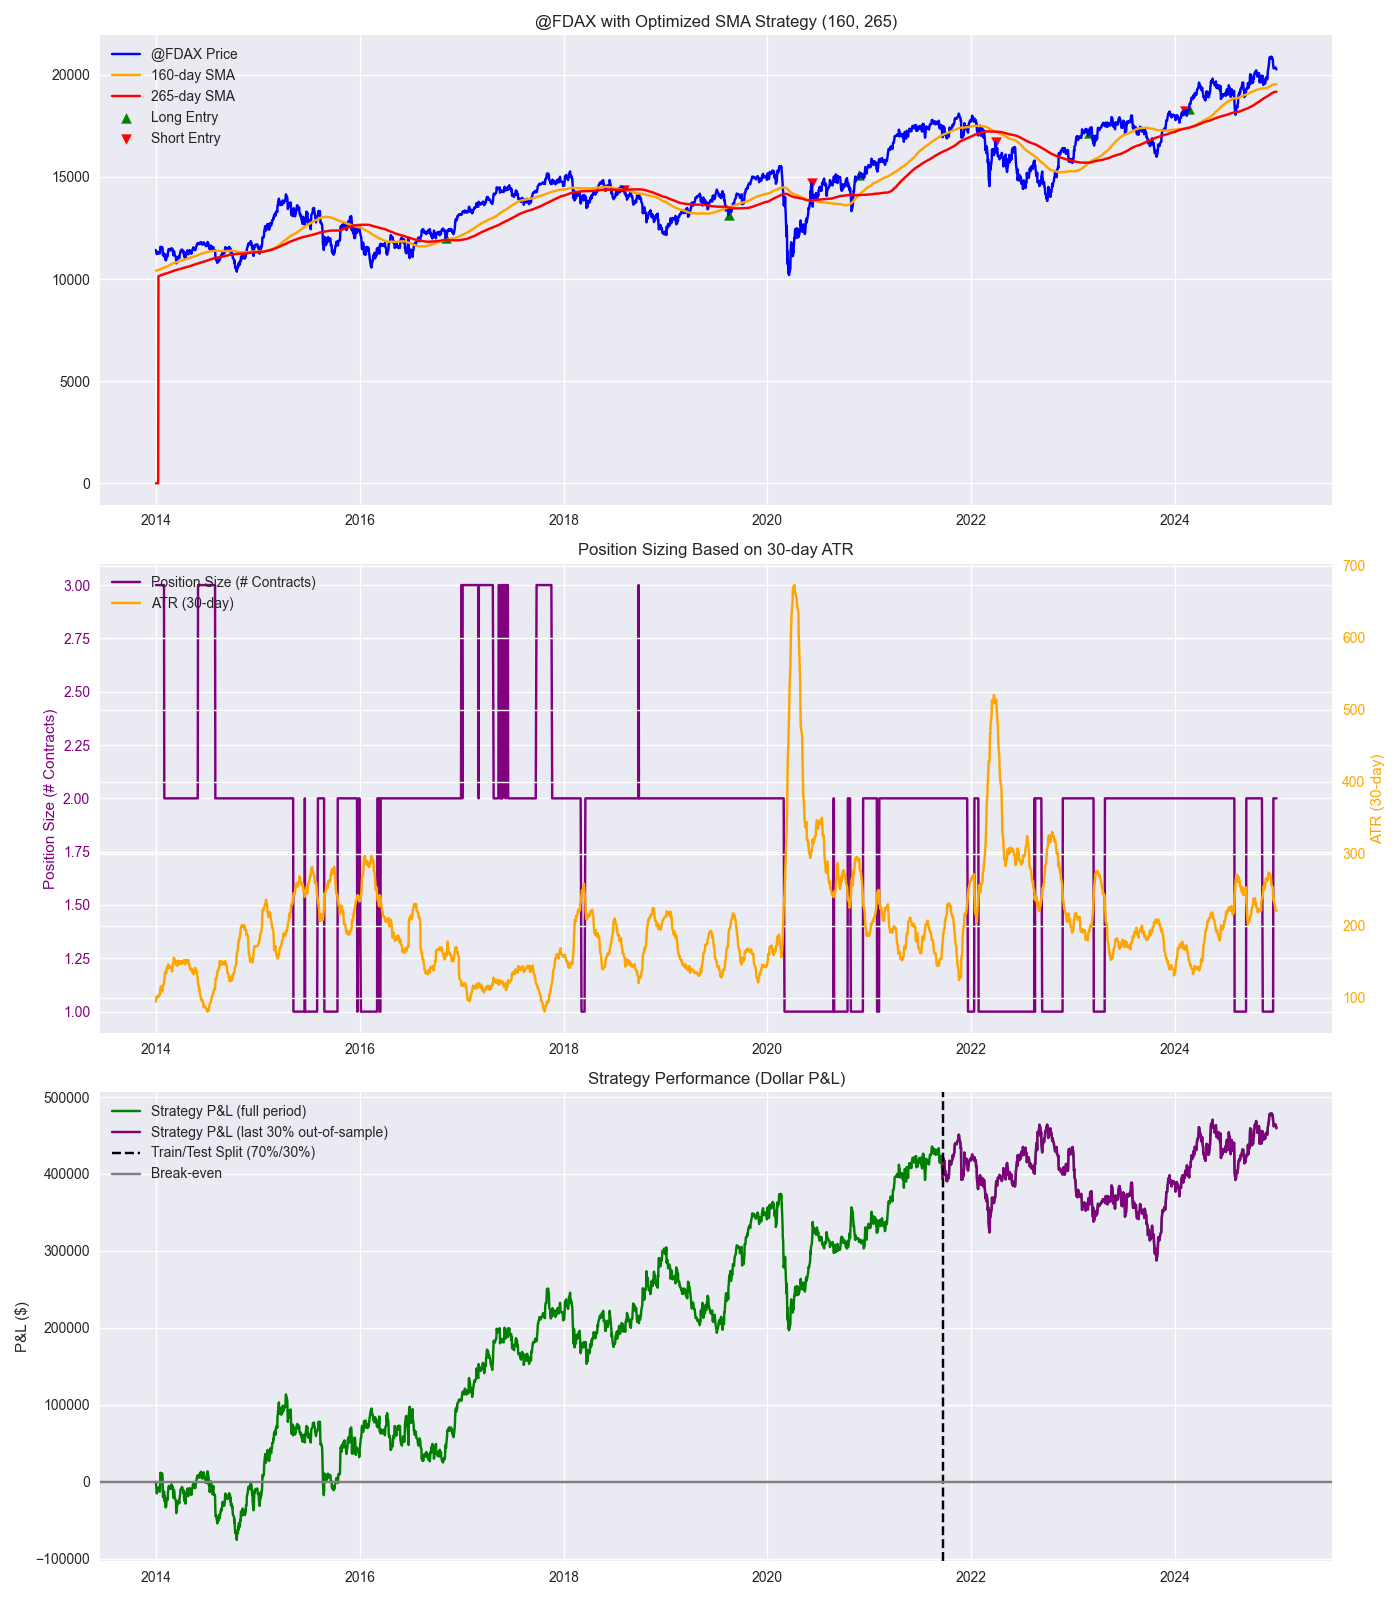 @FDAX with Optimized SMA Strategy (160, 265)
@FDAX Price
160-day SMA
265-day SMA
Long Entry
Short Entry
20000
15000
10000
5000
0
2014 2016 2018 2020 2022 2024
Position Sizing Based on 30-day ATR
Position Size (# Contracts)
ATR (30-day)
Position Size (# Contracts)
3.00
2.75
2.50
2.25
2.00
1.75
1.50
1.25
1.00
700
600
500
400
300
200
100
ATR (30-day)
2014 2016 2018 2020 2022 2024
Strategy Performance (Dollar P&L)
Strategy P&L (full period)
Strategy P&L (last 30% out-of-sample)
Train/Test Split (70%/30%)
Break-even
P&L ($)
500000
400000
300000
200000
100000
0
−100000
2014 2016 2018 2020 2022 2024